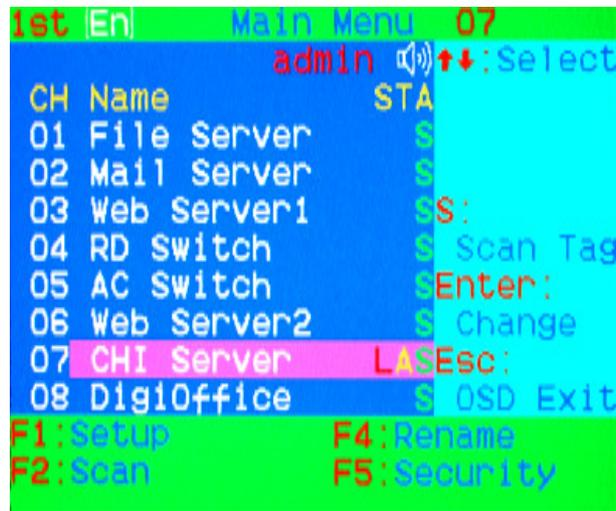 1st En Main Menu 07
admin ↑↓:Select
CH Name STA
01 File Server S
02 Mail Server S
03 Web Server1 S S:
04 RD Switch S Scan Tag
05 AC Switch S Enter:
06 Web Server2 S Change
07 CHI Server LAS Esc:
08 DigiOffice S OSD Exit
F1:Setup F4:Rename
F2:Scan F5:Security